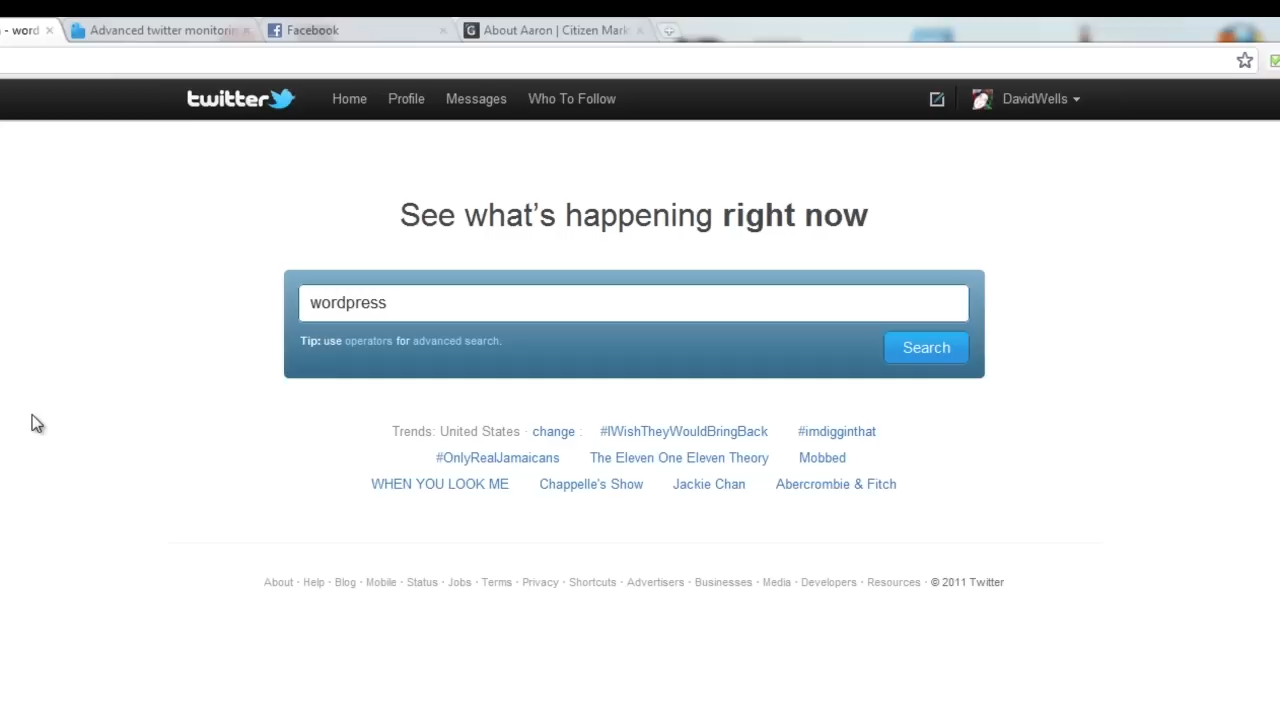 - word
Advanced twitter monitorin
Facebook
About Aaron | Citizen Mark
twitter Home Profile Messages Who To Follow DavidWells
See what's happening right now
wordpress
Tip: use operators for advanced search.
Search
Trends: United States · change : #IWishTheyWouldBringBack #imdigginthat
#OnlyRealJamaicans The Eleven One Eleven Theory Mobbed
WHEN YOU LOOK ME Chappelle's Show Jackie Chan Abercrombie & Fitch
About · Help · Blog · Mobile · Status · Jobs · Terms · Privacy · Shortcuts · Advertisers · Businesses · Media · Developers · Resources · © 2011 Twitter